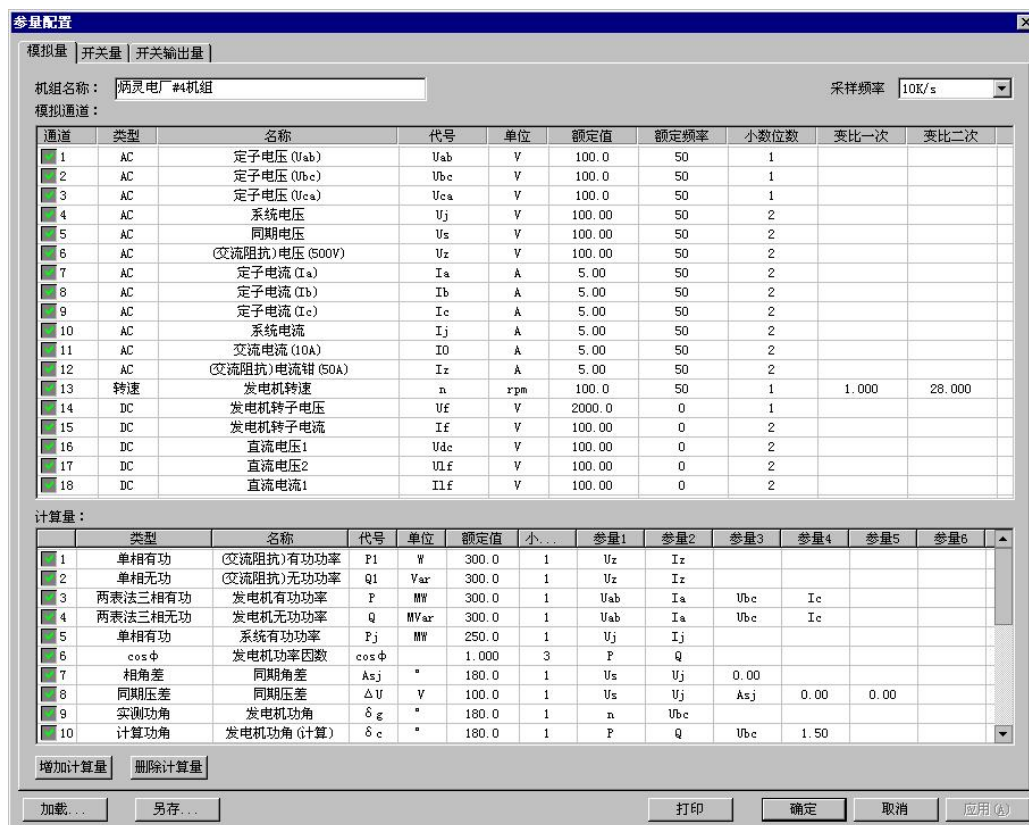 参量配置
模拟量 开关量 开关输出量
机组名称： 炳灵电厂#4机组 采样频率 10K/s
模拟通道：
通道 类型 名称 代号 单位 额定值 额定频率 小数位数 变比一次 变比二次
1 AC 定子电压(Uab) Uab V 100.0 50 1
2 AC 定子电压(Ubc) Ubc V 100.0 50 1
3 AC 定子电压(Uca) Uca V 100.0 50 1
4 AC 系统电压 Uj V 100.00 50 2
5 AC 同期电压 Us V 100.00 50 2
6 AC (交流阻抗)电压(500V) Uz V 100.00 50 2
7 AC 定子电流(Ia) Ia A 5.00 50 2
8 AC 定子电流(Ib) Ib A 5.00 50 2
9 AC 定子电流(Ic) Ic A 5.00 50 2
10 AC 系统电流 Ij A 5.00 50 2
11 AC 交流电流(10A) I0 A 5.00 50 2
12 AC (交流阻抗)电流钳(50A) Iz A 5.00 50 2
13 转速 发电机转速 n rpm 100.0 50 1 1.000 28.000
14 DC 发电机转子电压 Uf V 2000.0 0 1
15 DC 发电机转子电流 If V 100.00 0 2
16 DC 直流电压1 Udc V 100.00 0 2
17 DC 直流电压2 Ulf V 100.00 0 2
18 DC 直流电流1 Ilf V 100.00 0 2
计算量：
类型 名称 代号 单位 额定值 小... 参量1 参量2 参量3 参量4 参量5 参量6
1 单相有功 (交流阻抗)有功功率 P1 W 300.0 1 Uz Iz
2 单相无功 (交流阻抗)无功功率 Q1 Var 300.0 1 Uz Iz
3 两表法三相有功 发电机有功功率 P MW 300.0 1 Uab Ia Ubc Ic
4 两表法三相无功 发电机无功功率 Q MVar 300.0 1 Uab Ia Ubc Ic
5 单相有功 系统有功功率 Pj MW 250.0 1 Uj Ij
6 cosΦ 发电机功率因数 cosΦ 1.000 3 P Q
7 相角差 同期角差 Asj ° 180.0 1 Us Uj 0.00
8 同期压差 同期压差 ΔU V 100.0 1 Us Uj Asj 0.00 0.00
9 实测功角 发电机功角 δg ° 180.0 1 n Ubc
10 计算功角 发电机功角(计算) δc ° 180.0 1 P Q Ubc 1.50
增加计算量 删除计算量
加载... 另存... 打印 确定 取消 应用(A)